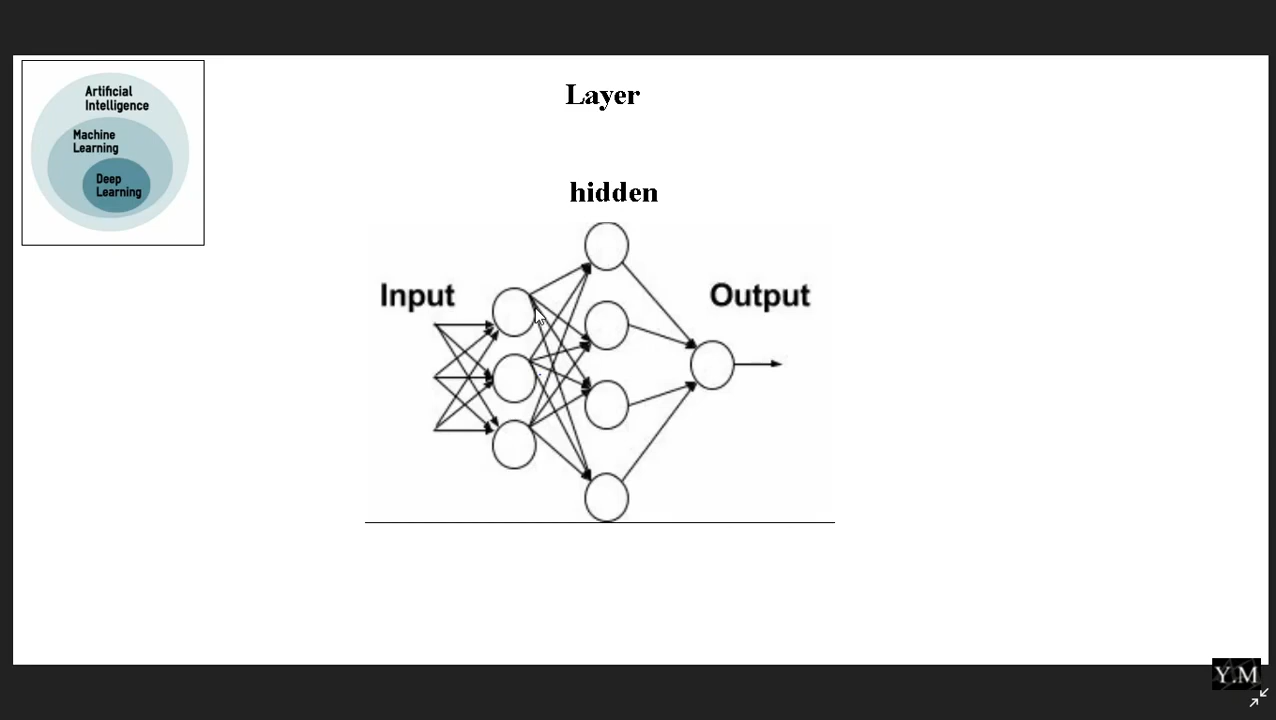 Artificial
Intelligence
Machine
Learning
Deep
Learning
Layer
hidden
Input
Output
Y.M